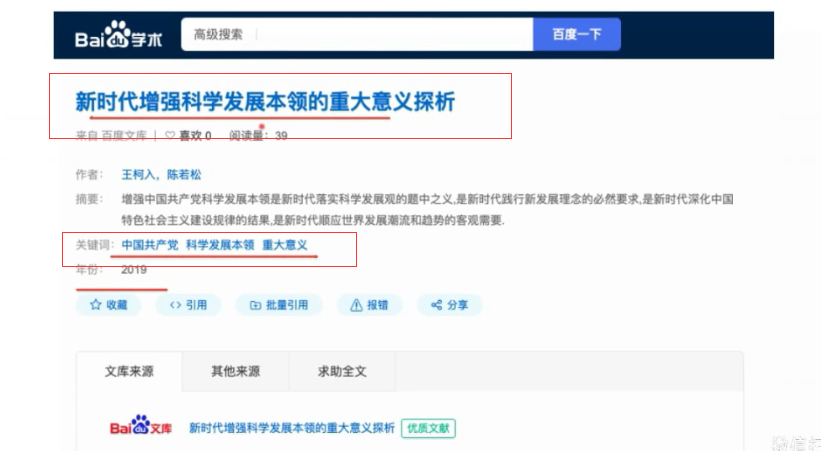 Bai du 学术 高级搜索 百度一下
新时代增强科学发展本领的重大意义探析
来自 百度文库 | ♡ 喜欢 0 阅读量: 39
作者: 王柯入, 陈若松
摘要: 增强中国共产党科学发展本领是新时代落实科学发展观的题中之义,是新时代践行新发展理念的必然要求,是新时代深化中国
特色社会主义建设规律的结果,是新时代顺应世界发展潮流和趋势的客观需要.
关键词: 中国共产党 科学发展本领 重大意义
年份: 2019
收藏 <> 引用 批量引用 报错 分享
文库来源 其他来源 求助全文
Bai du 文库 新时代增强科学发展本领的重大意义探析 优质文献